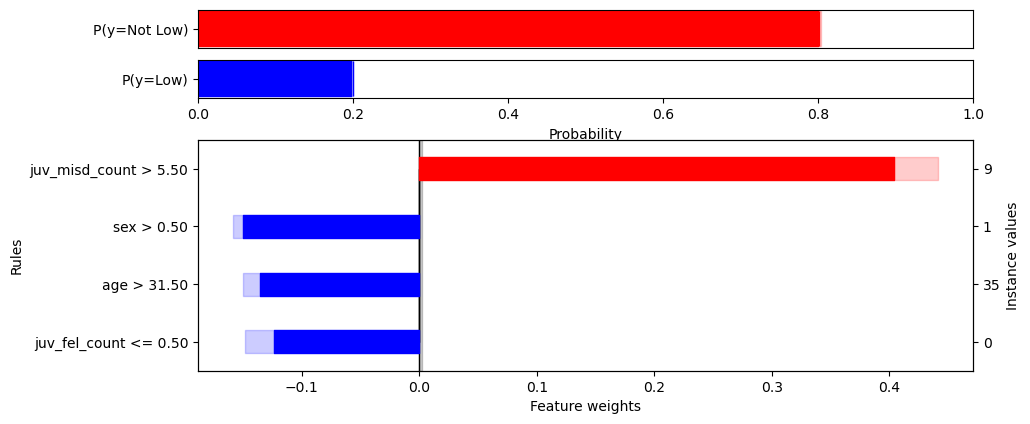 P(y=Not Low)
P(y=Low)
0.0 0.2 0.4 0.6 0.8 1.0
Probability
juv_misd_count > 5.50 9
sex > 0.50 1
age > 31.50 35
juv_fel_count <= 0.50 0
Rules
Instance values
−0.1 0.0 0.1 0.2 0.3 0.4
Feature weights